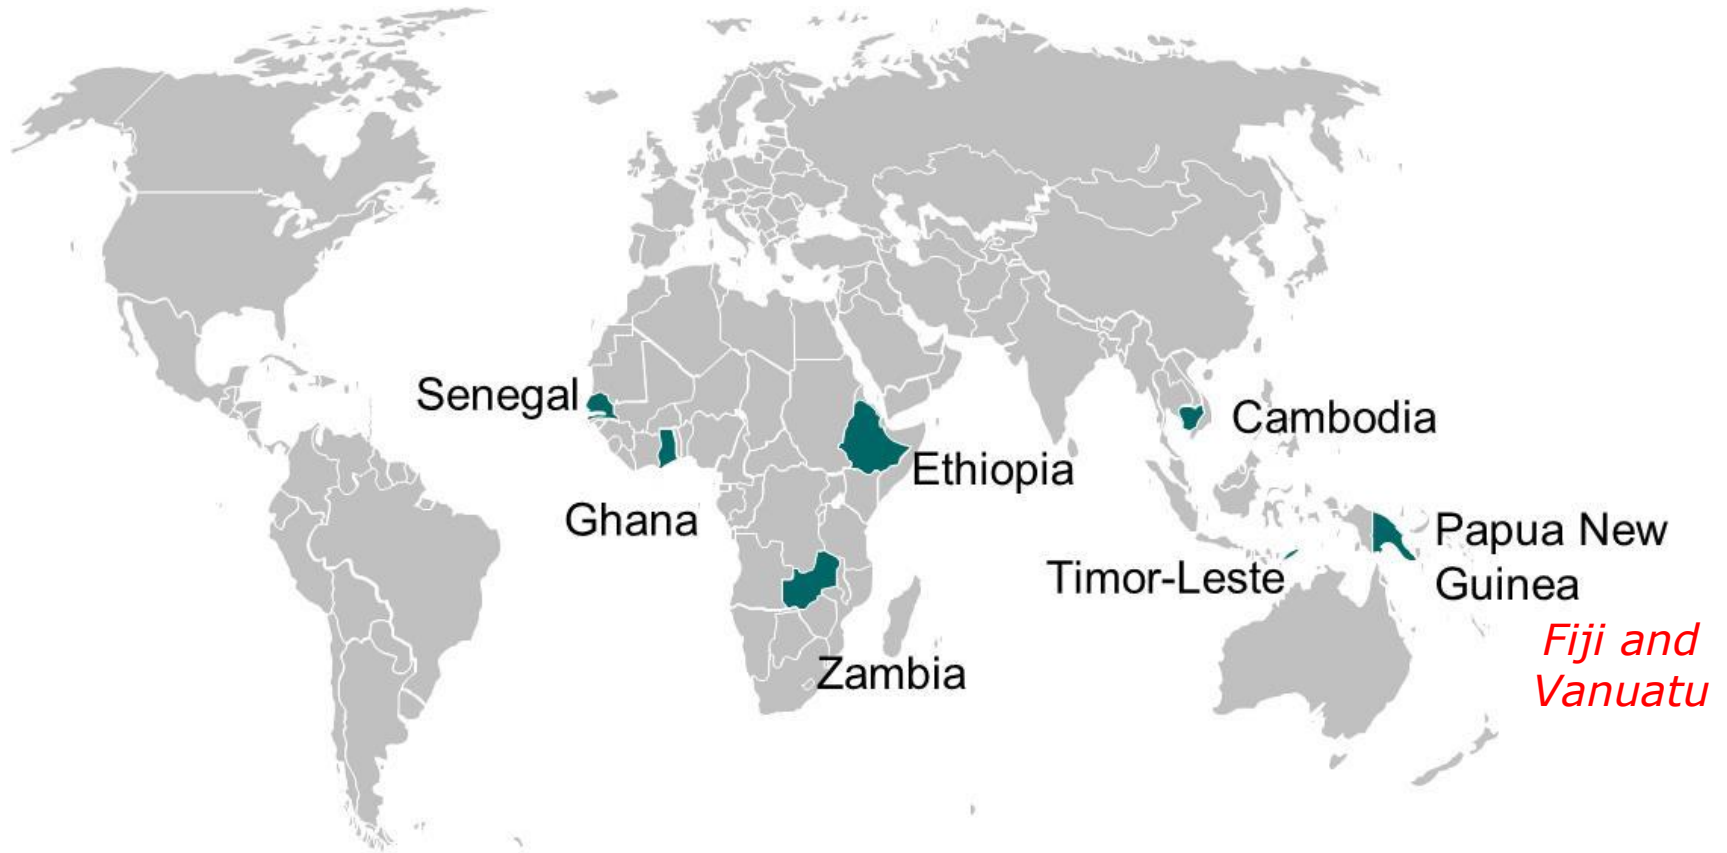 Senegal
Cambodia
Ethiopia
Ghana
Papua New
Guinea
Timor-Leste
Fiji and
Vanuatu
Zambia